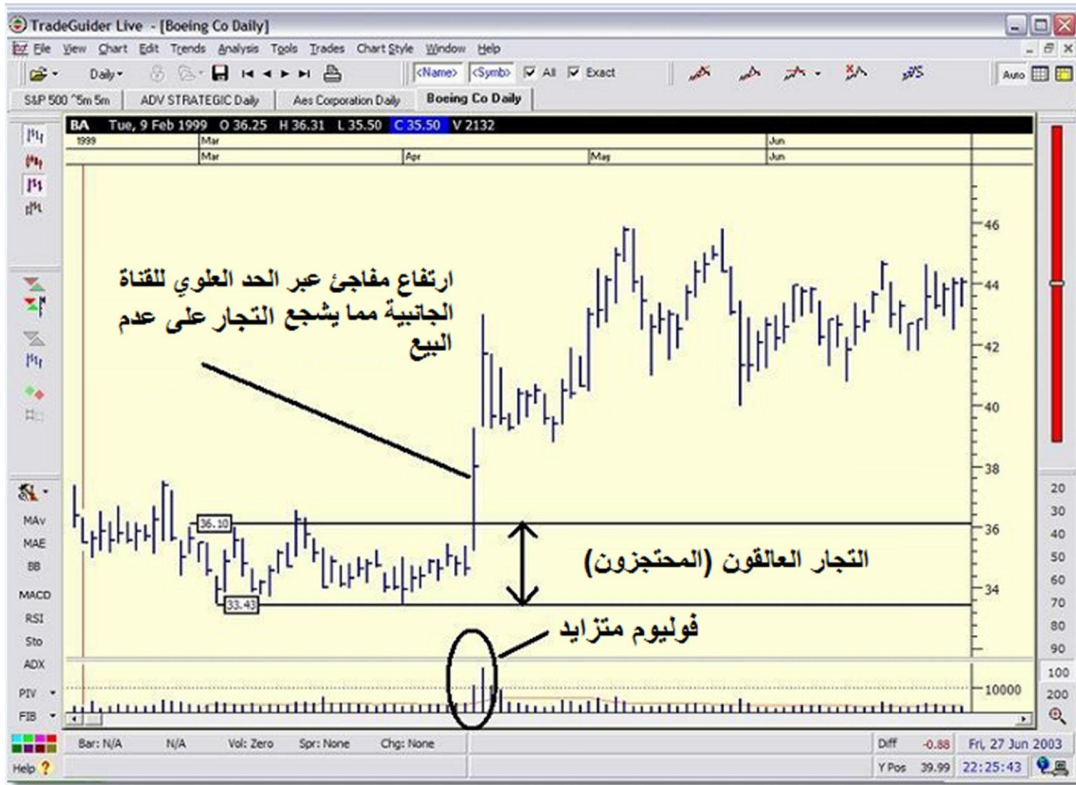 TradeGuider Live - [Boeing Co Daily]
File View Chart Edit Trends Analysis Tools Trades Chart Style Window Help
Daily <Name> <Symb> All Exact Auto
S&P 500 ^5m 5m ADV STRATEGIC Daily Aes Corporation Daily Boeing Co Daily
BA Tue, 9 Feb 1999 O 36.25 H 36.31 L 35.50 C 35.50 V 2132
1999 Mar Jun
Mar Apr May Jun
46
ارتفاع مفاجئ عبر الحد العلوي للقناة
الجانبية مما يشجع التجار على عدم
البيع
44
42
40
38
36
34
36.10
33.43
التجار العالقون (المحتجزون)
فوليوم متزايد
10000
MAv
MAE
BB
MACD
RSI
Sto
ADX
PIV
FIB
20
30
40
50
60
70
80
90
100
200
Bar: N/A N/A Vol: Zero Spr: None Chg: None Diff -0.88 Fri, 27 Jun 2003
Help ? Y Pos 39.99 22:25:43